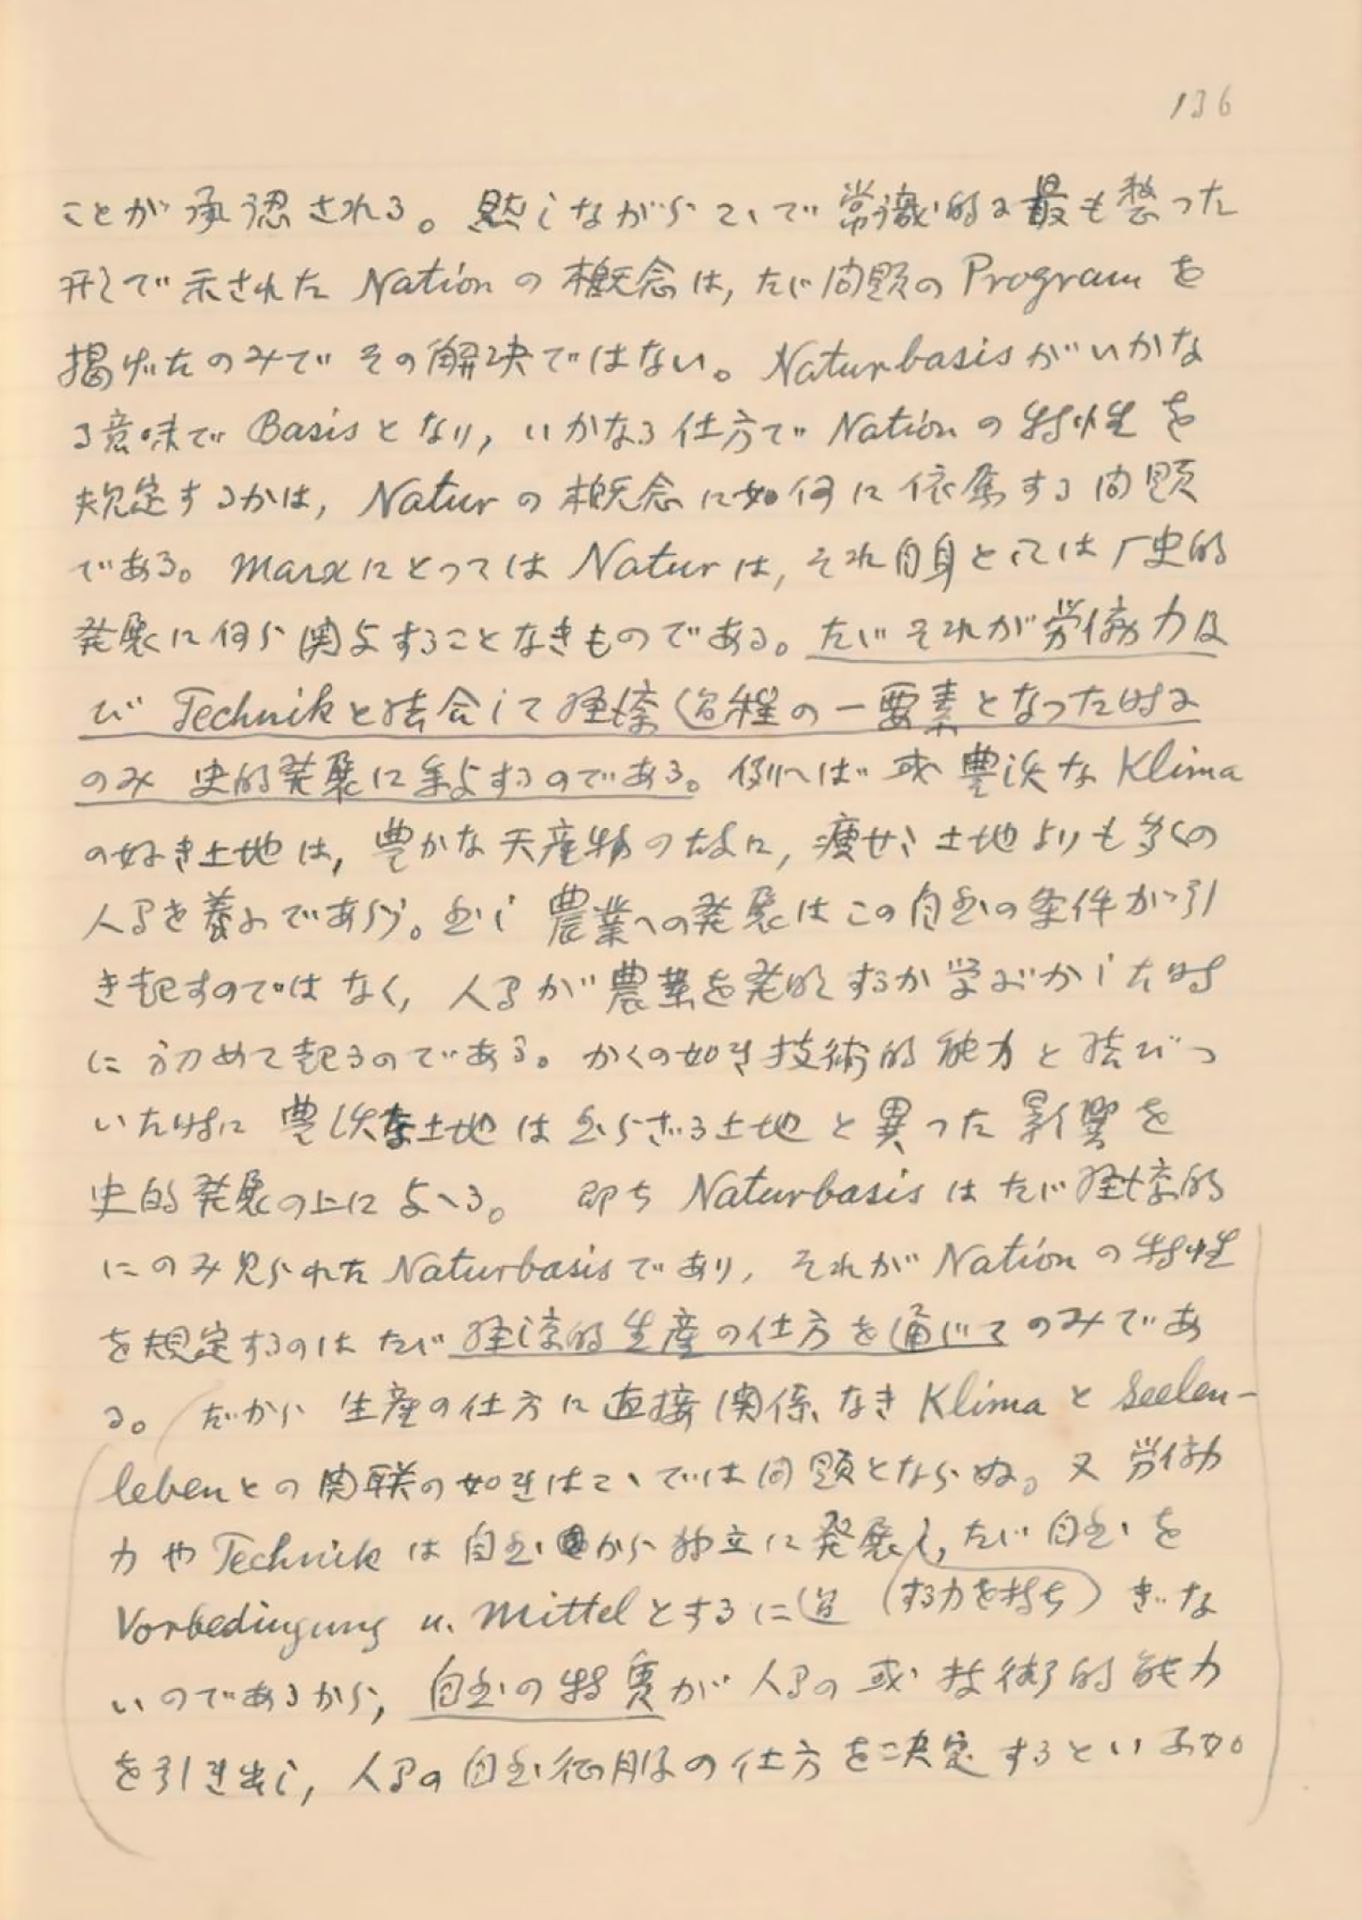 136
ことが承認される。然しながらこゝで常識的に最も整った
形で示された Nation の概念は, たゞ問題の Program を
掲げたのみで その解決ではない。Naturbasis がいかな
る意味で Basis となり, いかなる仕方で Nation の特性を
規定するかは, Natur の概念に如何に依属する問題
である。Marx にとつては Natur は, それ自身としては 歴史的
発展に何ら関与することなきものである。たゞそれが労働力及
び Technik と結合して経済過程の一要素となった時に
のみ 史的発展に参与するのである。例へば 或 豊沃な Klima
の好き土地は, 豊かな天産物の故に, 痩せた土地よりも多くの
人間を養ふであらう。然し 農業への発展はこの自然の条件が引
き起すのではなく, 人間が農業を発明するか学ぶかした時
に初めて起るのである。かくの如き技術的能力と結びつ
いた時に 豊沃な土地は然らざる土地と異った影響を
史的発展の上に与へる。 即ち Naturbasis はたゞ経済的
にのみ見られた Naturbasis であり, それが Nation の特性
を規定するのはたゞ経済的生産の仕方を通じてのみであ
る。だから 生産の仕方に直接関係なき Klima と Seelen-
leben との関联の如きはこゝでは問題とならぬ。又 労働
力や Technik は自然から独立に発展し, たゞ自然を
Vorbedingung u. Mittel とするに過 (する力を持ち) ぎな
いのであるから, 自然の特質が人間の或 技術的能力
を引き出し, 人間の自然征服の仕方を決定するといふ如